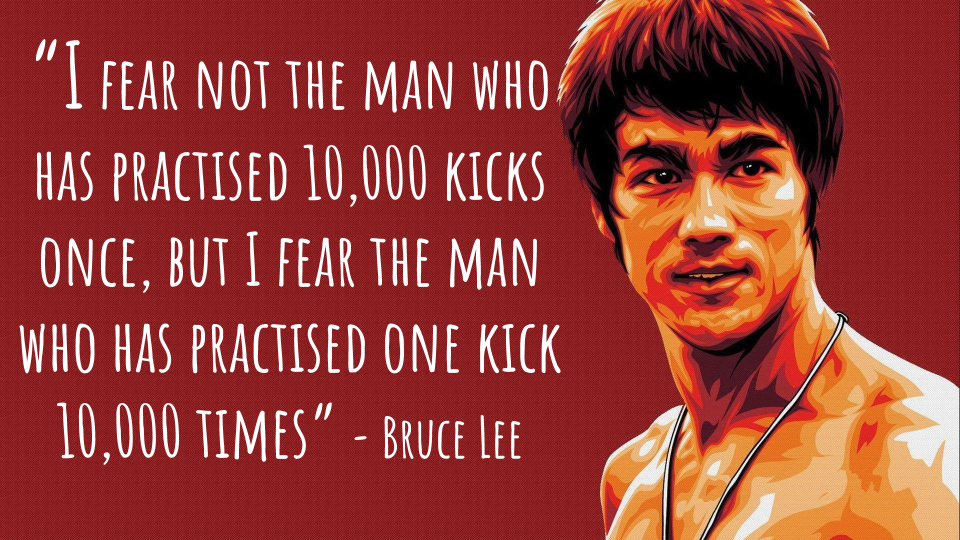 “I fear not the man who
has practised 10,000 kicks
once, but I fear the man
who has practised one kick
10,000 times” - Bruce Lee